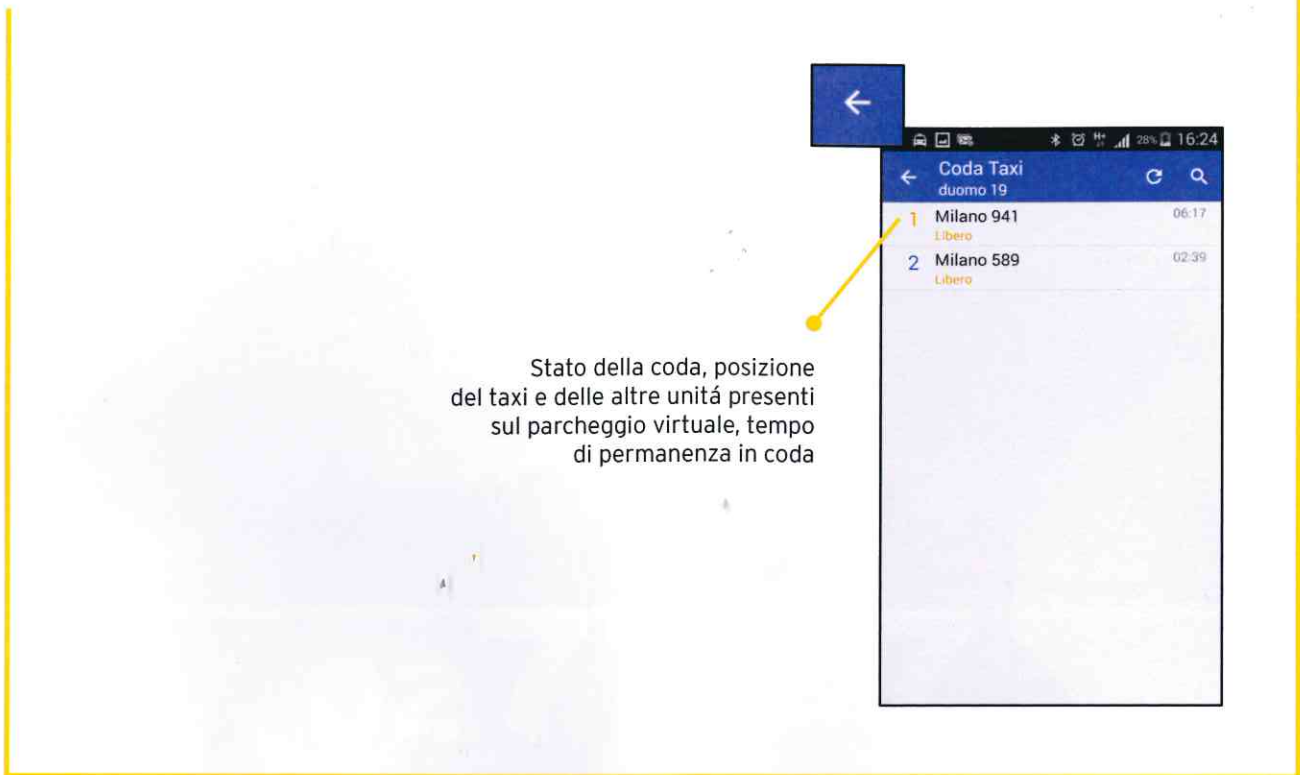 28% 16:24
Coda Taxi
duomo 19
1 Milano 941 06:17
Libero
2 Milano 589 02:39
Libero
Stato della coda, posizione
del taxi e delle altre unitá presenti
sul parcheggio virtuale, tempo
di permanenza in coda